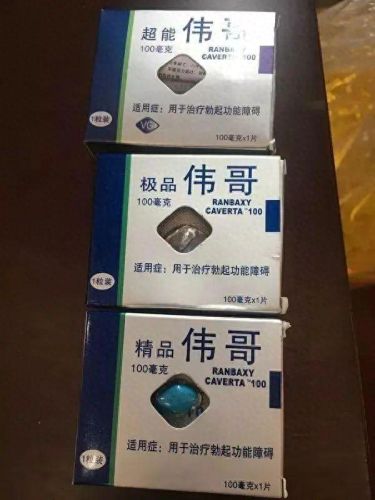 超能 伟哥
100毫克
RANBAXY
CAVERTA 100
VG
1粒装
适用症：用于治疗勃起功能障碍
100毫克x1片
极品 伟哥
100毫克
RANBAXY
CAVERTA™100
1粒装
适用症：用于治疗勃起功能障碍
100毫克x1片
精品 伟哥
100毫克
RANBAXY
CAVERTA™100
1粒装
适用症：用于治疗勃起功能障碍
100毫克x1片